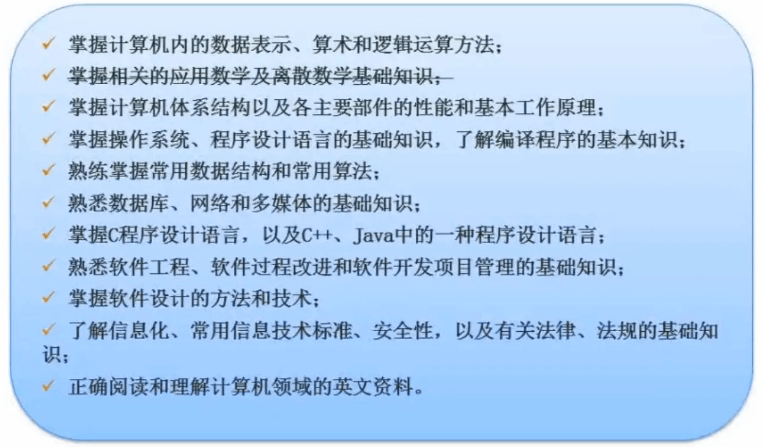 ✓ 掌握计算机内的数据表示、算术和逻辑运算方法；
✓ 掌握相关的应用数学及离散数学基础知识；
✓ 掌握计算机体系结构以及各主要部件的性能和基本工作原理；
✓ 掌握操作系统、程序设计语言的基础知识，了解编译程序的基本知识；
✓ 熟练掌握常用数据结构和常用算法；
✓ 熟悉数据库、网络和多媒体的基础知识；
✓ 掌握C程序设计语言，以及C++、Java中的一种程序设计语言；
✓ 熟悉软件工程、软件过程改进和软件开发项目管理的基础知识；
✓ 掌握软件设计的方法和技术；
✓ 了解信息化、常用信息技术标准、安全性，以及有关法律、法规的基础知
识；
✓ 正确阅读和理解计算机领域的英文资料。